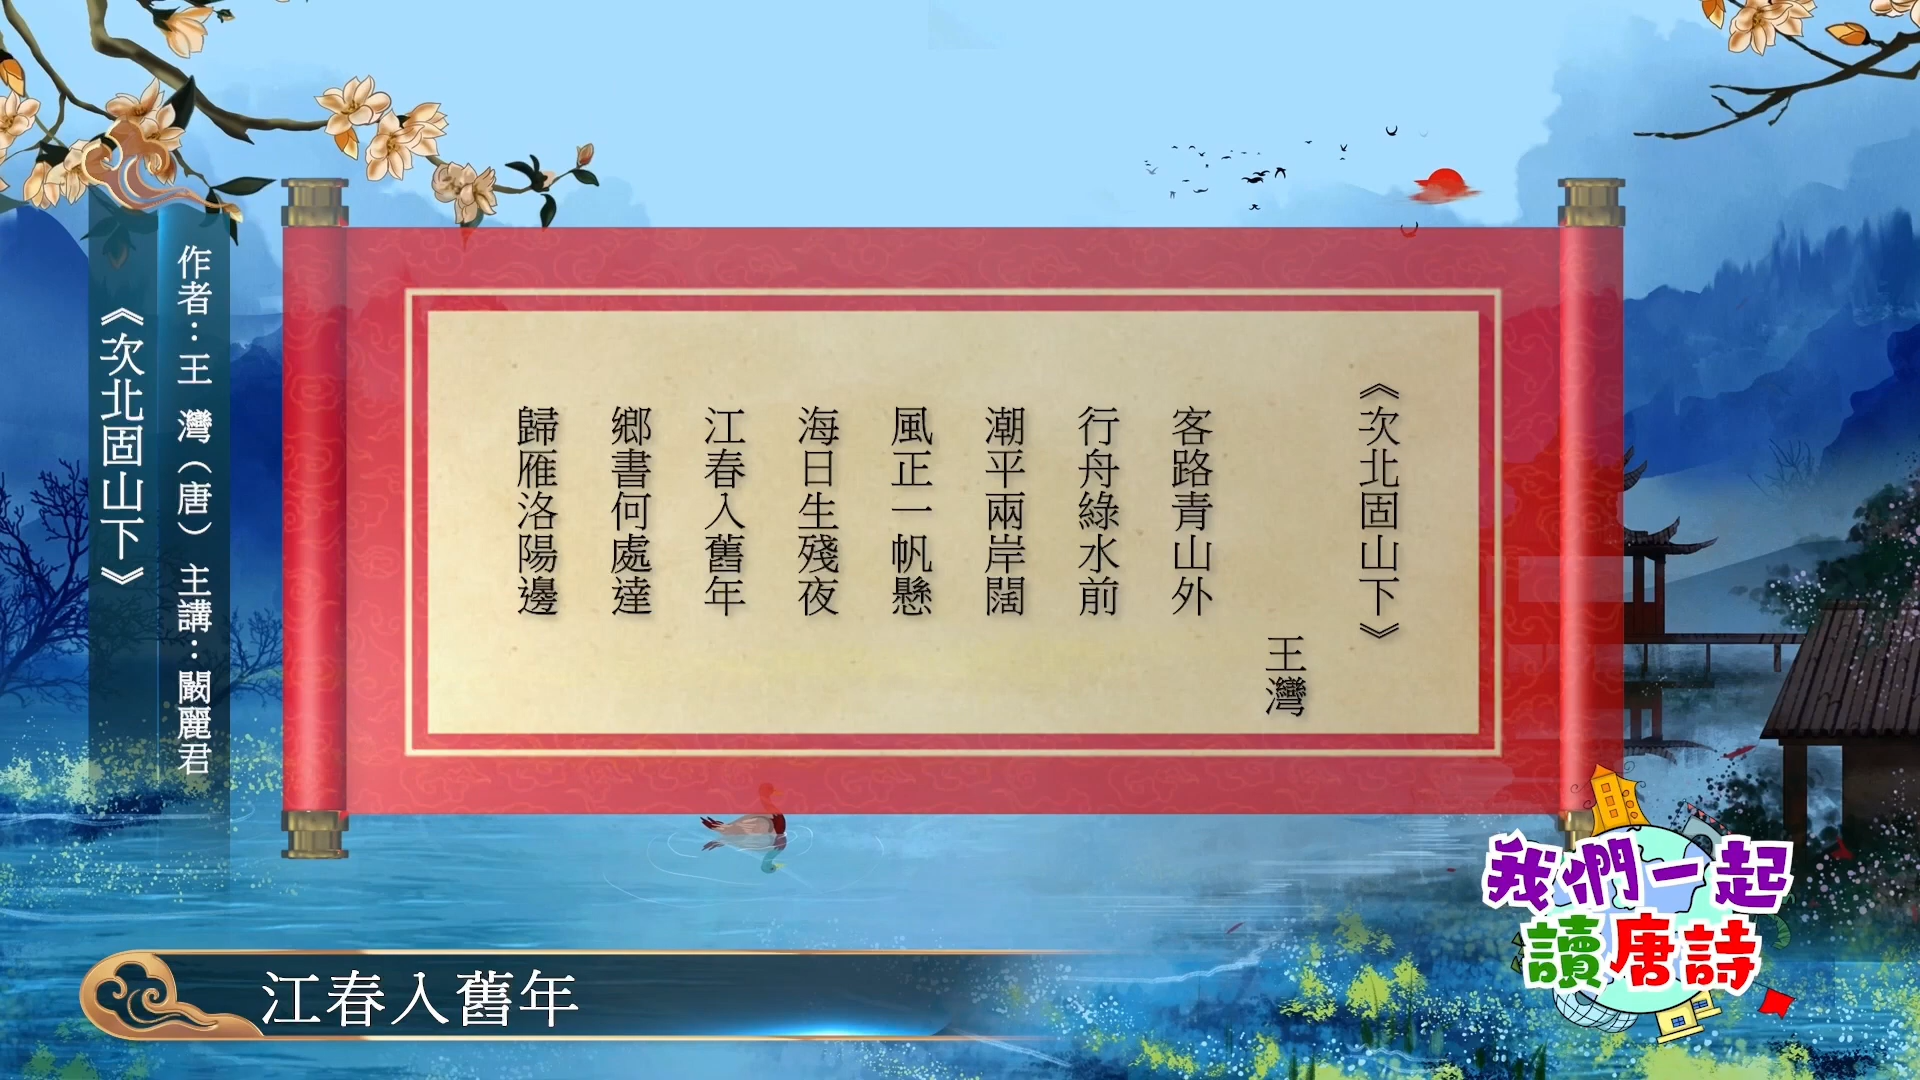 《次北固山下》
王灣
客路青山外
行舟綠水前
潮平兩岸闊
風正一帆懸
海日生殘夜
江春入舊年
鄉書何處達
歸雁洛陽邊
作者：王 灣（唐） 主講：闞麗君
《次北固山下》
江春入舊年
我們一起
讀唐詩